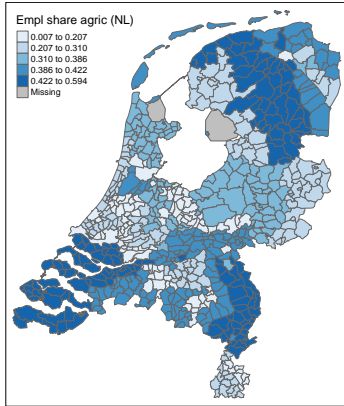 Empl share agric (NL)
0.007 to 0.207
0.207 to 0.310
0.310 to 0.386
0.386 to 0.422
0.422 to 0.594
Missing